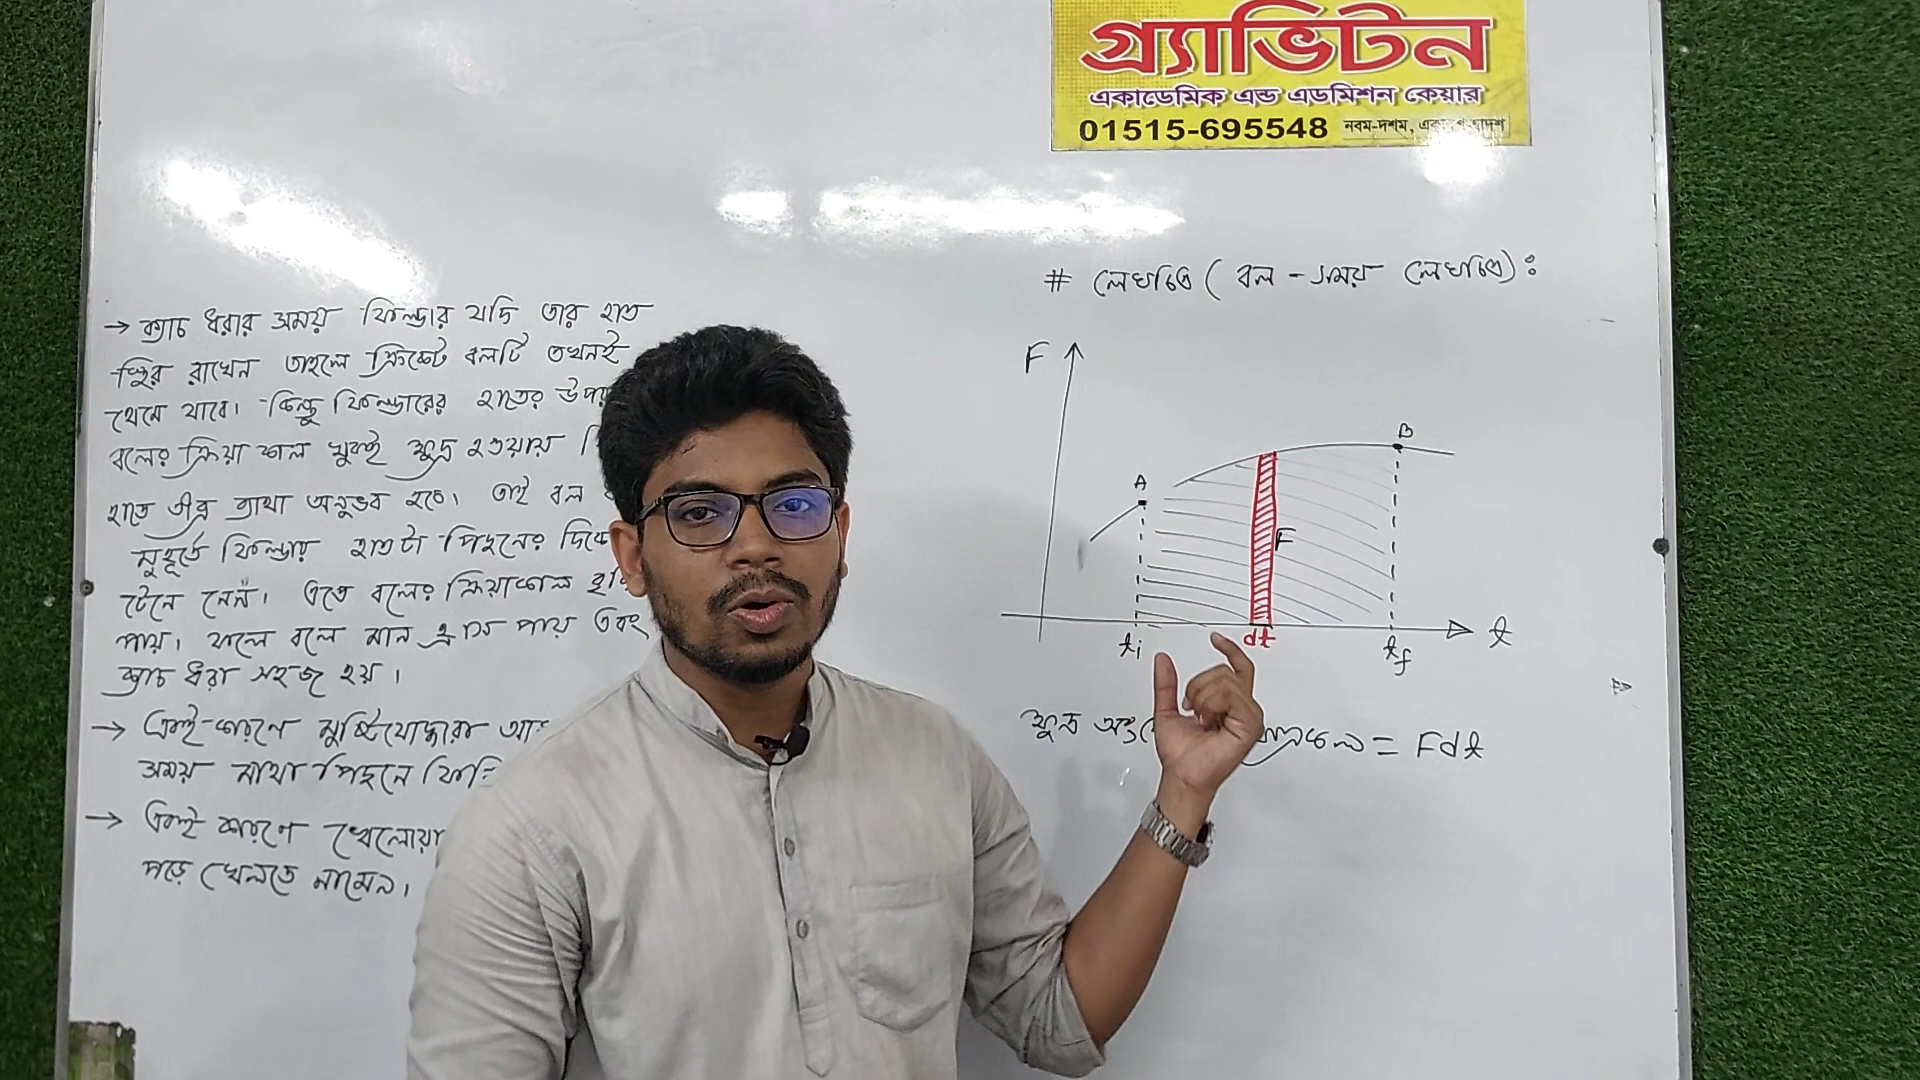 গ্র্যাভিটন
একাডেমিক এন্ড এডমিশন কেয়ার
01515-695548 নবম-দশম,
→ ক্যাচ ধরার সময় ফিল্ডার যদি তার হাত
স্থির রাখেন তাহলে ক্রিকেট বলটি তখনই
থেমে যাবে। কিন্তু ফিল্ডারের হাতের উপর
বলের ক্রিয়া কাল খুবই ক্ষুদ্র হওয়ায়
হাতে তীব্র ব্যাথা অনুভব হবে। তাই বল
মুহূর্তে ফিল্ডার হাতটা পিছনের দিকে
টেনে নেন। এতে বলের ক্রিয়াকাল
পায়। ফলে বলে মান হ্রাস পায় এবং
ক্যাচ ধরা সহজ হয়।
→ একই কারণে মুষ্টিযোদ্ধারা
সময় মাথা পিছনে
→ একই কারণে
পড়ে খেলতে নামেন।
# লেখচিত্র ( বল - সময় লেখচিত্র):
F
B
A
F
ti dt tf t
ক্ষুদ্র = Fdt